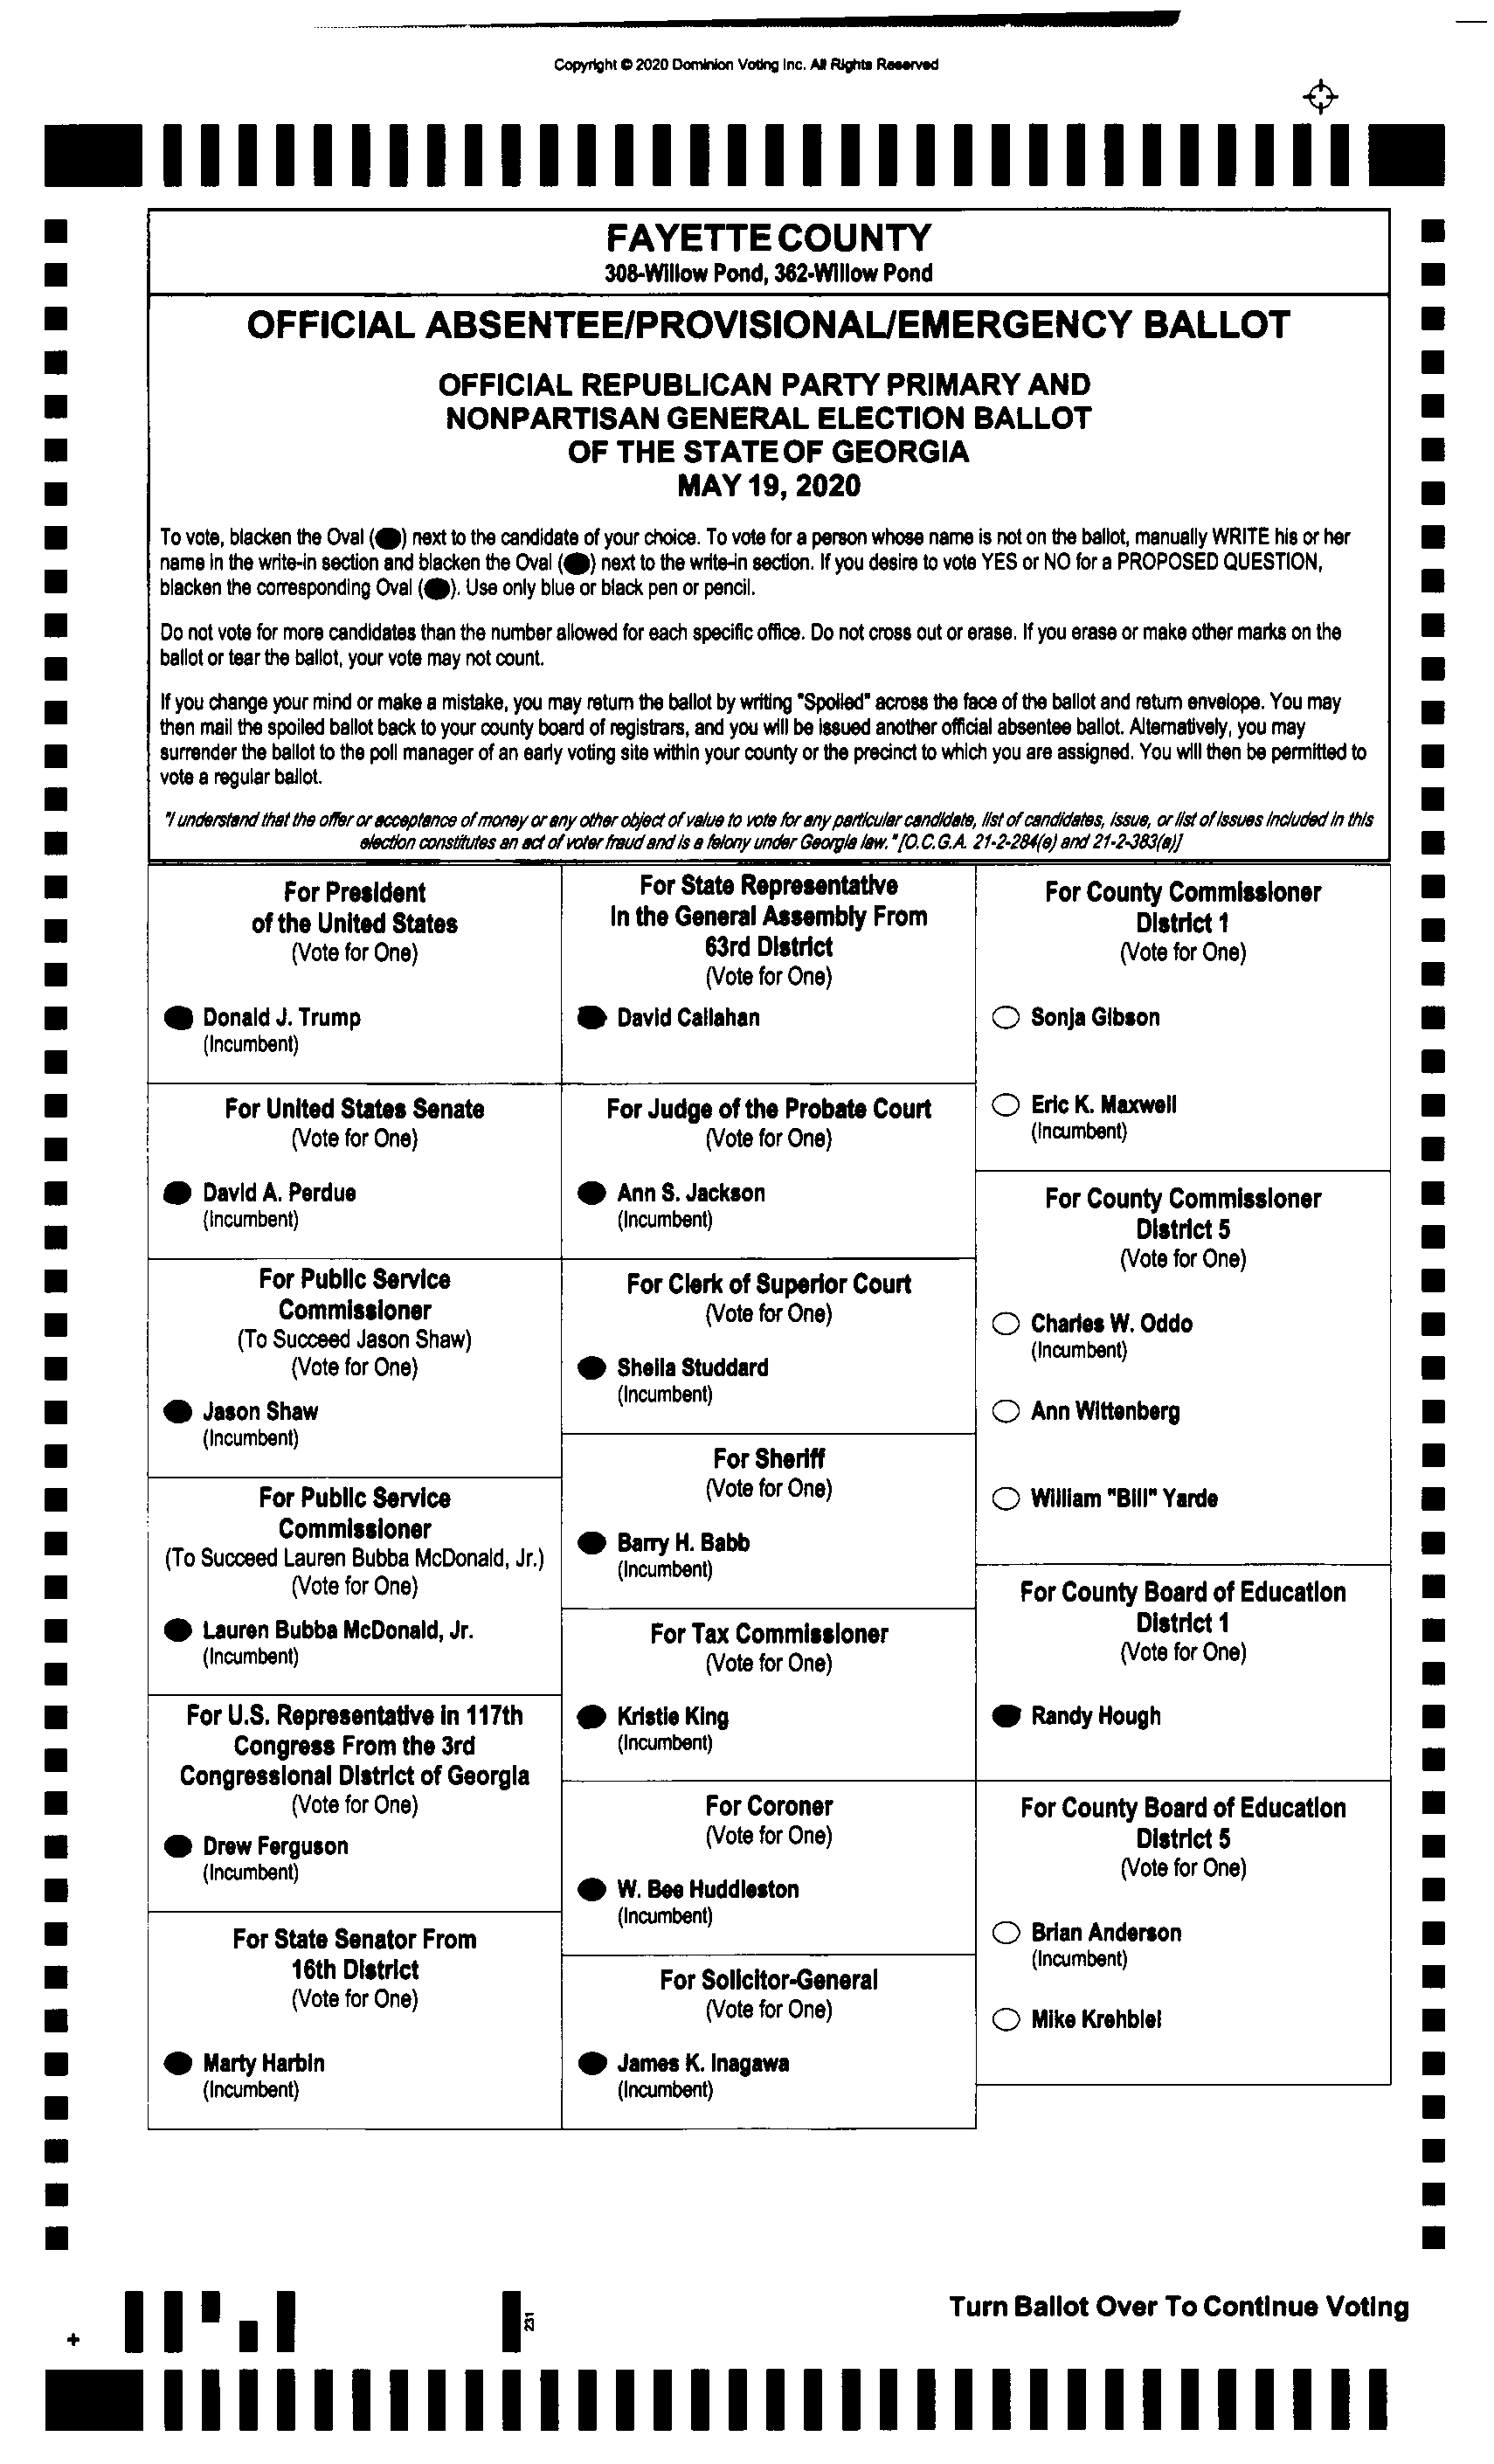 Copyright © 2020 Dominion Voting Inc. All Rights Reserved
FAYETTE COUNTY
308-Willow Pond, 362-Willow Pond
OFFICIAL ABSENTEE/PROVISIONAL/EMERGENCY BALLOT
OFFICIAL REPUBLICAN PARTY PRIMARY AND
NONPARTISAN GENERAL ELECTION BALLOT
OF THE STATE OF GEORGIA
MAY 19, 2020
To vote, blacken the Oval ( ) next to the candidate of your choice. To vote for a person whose name is not on the ballot, manually WRITE his or her
name in the write-in section and blacken the Oval ( ) next to the write-in section. If you desire to vote YES or NO for a PROPOSED QUESTION,
blacken the corresponding Oval ( ). Use only blue or black pen or pencil.
Do not vote for more candidates than the number allowed for each specific office. Do not cross out or erase. If you erase or make other marks on the
ballot or tear the ballot, your vote may not count.
If you change your mind or make a mistake, you may return the ballot by writing "Spoiled" across the face of the ballot and return envelope. You may
then mail the spoiled ballot back to your county board of registrars, and you will be issued another official absentee ballot. Alternatively, you may
surrender the ballot to the poll manager of an early voting site within your county or the precinct to which you are assigned. You will then be permitted to
vote a regular ballot.
"I understand that the offer or acceptance of money or any other object of value to vote for any particular candidate, list of candidates, issue, or list of issues included in this
election constitutes an act of voter fraud and is a felony under Georgia law." [O.C.G.A. 21-2-284(e) and 21-2-383(a)]
For President
of the United States
(Vote for One)
Donald J. Trump
(Incumbent)
For United States Senate
(Vote for One)
David A. Perdue
(Incumbent)
For Public Service
Commissioner
(To Succeed Jason Shaw)
(Vote for One)
Jason Shaw
(Incumbent)
For Public Service
Commissioner
(To Succeed Lauren Bubba McDonald, Jr.)
(Vote for One)
Lauren Bubba McDonald, Jr.
(Incumbent)
For U.S. Representative in 117th
Congress From the 3rd
Congressional District of Georgia
(Vote for One)
Drew Ferguson
(Incumbent)
For State Senator From
16th District
(Vote for One)
Marty Harbin
(Incumbent)
For State Representative
In the General Assembly From
63rd District
(Vote for One)
David Callahan
For Judge of the Probate Court
(Vote for One)
Ann S. Jackson
(Incumbent)
For Clerk of Superior Court
(Vote for One)
Sheila Studdard
(Incumbent)
For Sheriff
(Vote for One)
Barry H. Babb
(Incumbent)
For Tax Commissioner
(Vote for One)
Kristie King
(Incumbent)
For Coroner
(Vote for One)
W. Bee Huddleston
(Incumbent)
For Solicitor-General
(Vote for One)
James K. Inagawa
(Incumbent)
For County Commissioner
District 1
(Vote for One)
Sonja Gibson
Eric K. Maxwell
(Incumbent)
For County Commissioner
District 5
(Vote for One)
Charles W. Oddo
(Incumbent)
Ann Wittenberg
William "Bill" Yarde
For County Board of Education
District 1
(Vote for One)
Randy Hough
For County Board of Education
District 5
(Vote for One)
Brian Anderson
(Incumbent)
Mike Krehbiel
Turn Ballot Over To Continue Voting
231